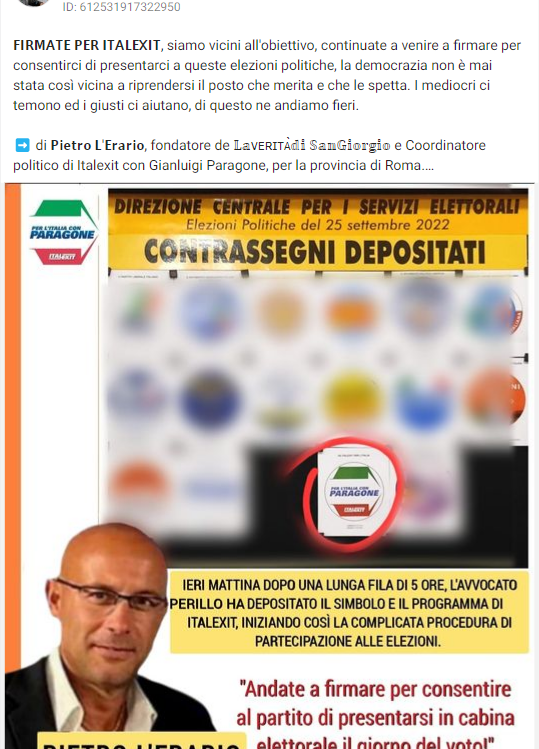 ID: 612531917322950
FIRMATE PER ITALEXIT, siamo vicini all'obiettivo, continuate a venire a firmare per
consentirci di presentarci a queste elezioni politiche, la democrazia non è mai
stata così vicina a riprendersi il posto che merita e che le spetta. I mediocri ci
temono ed i giusti ci aiutano, di questo ne andiamo fieri.
➡️ di Pietro L'Erario, fondatore de 𝕃𝕒VERITÀ𝕕𝕚 𝕊𝕒𝕟𝔾𝕚𝕠𝕣𝕘𝕚𝕠 e Coordinatore
politico di Italexit con Gianluigi Paragone, per la provincia di Roma....
DIREZIONE CENTRALE PER I SERVIZI ELETTORALI
Elezioni Politiche del 25 settembre 2022
CONTRASSEGNI DEPOSITATI
PER L'ITALIA CON
PARAGONE
ITALEXIT
PER L'ITALIA CON
PARAGONE
ITALEXIT
IERI MATTINA DOPO UNA LUNGA FILA DI 5 ORE, L'AVVOCATO
PERILLO HA DEPOSITATO IL SIMBOLO E IL PROGRAMMA DI
ITALEXIT, INIZIANDO COSÌ LA COMPLICATA PROCEDURA DI
PARTECIPAZIONE ALLE ELEZIONI.
"Andate a firmare per consentire
al partito di presentarsi in cabina
elettorale il giorno del voto!"
PIETRO L'ERARIO